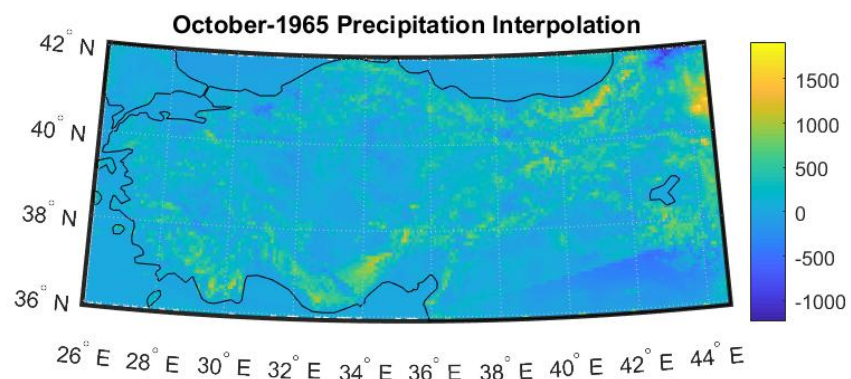 October-1965 Precipitation Interpolation
42° N
40° N
38° N
36° N
26° E 28° E 30° E 32° E 34° E 36° E 38° E 40° E 42° E 44° E
1500
1000
500
0
-500
-1000